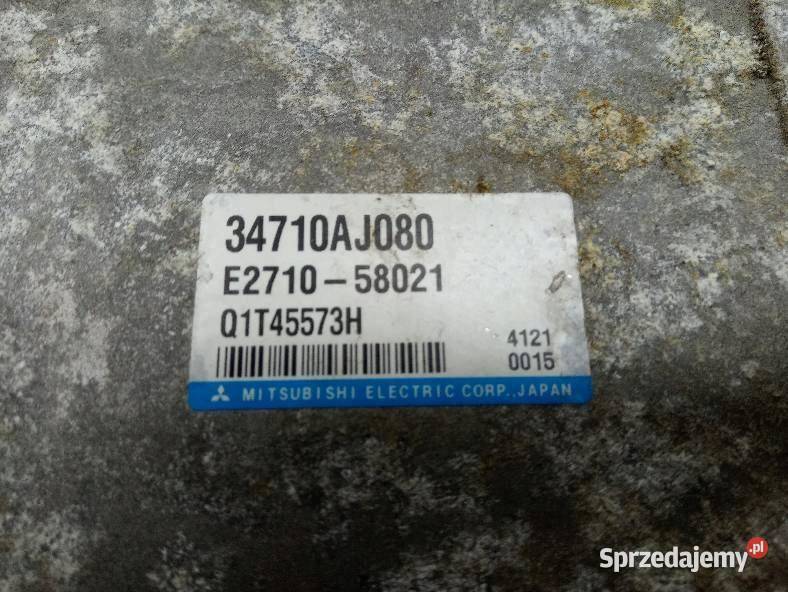 34710AJ080
E2710-58021
Q1T45573H
4121
0015
MITSUBISHI ELECTRIC CORP., JAPAN
Sprzedajemy.pl